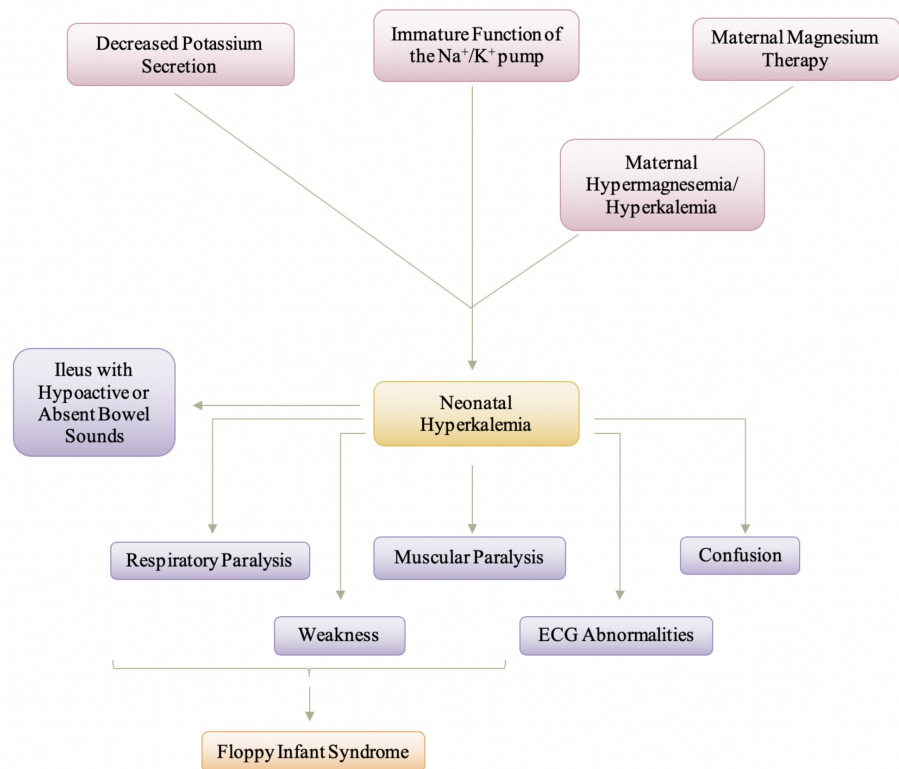 Decreased Potassium
Secretion
Immature Function of
the Na⁺/K⁺ pump
Maternal Magnesium
Therapy
Maternal
Hypermagnesemia/
Hyperkalemia
Ileus with
Hypoactive or
Absent Bowel
Sounds
Neonatal
Hyperkalemia
Respiratory Paralysis
Muscular Paralysis
Confusion
Weakness
ECG Abnormalities
Floppy Infant Syndrome